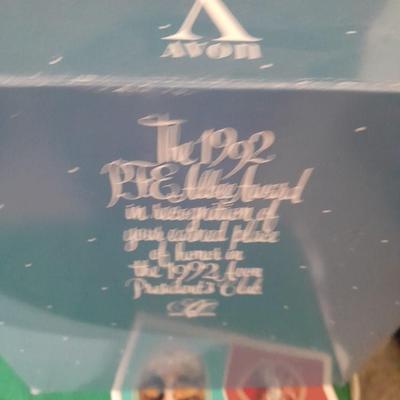 A
AVON
The 1992
P.F.E. Albee Award
in recognition of
your earned place
of honor in
the 1992 Avon
President's Club